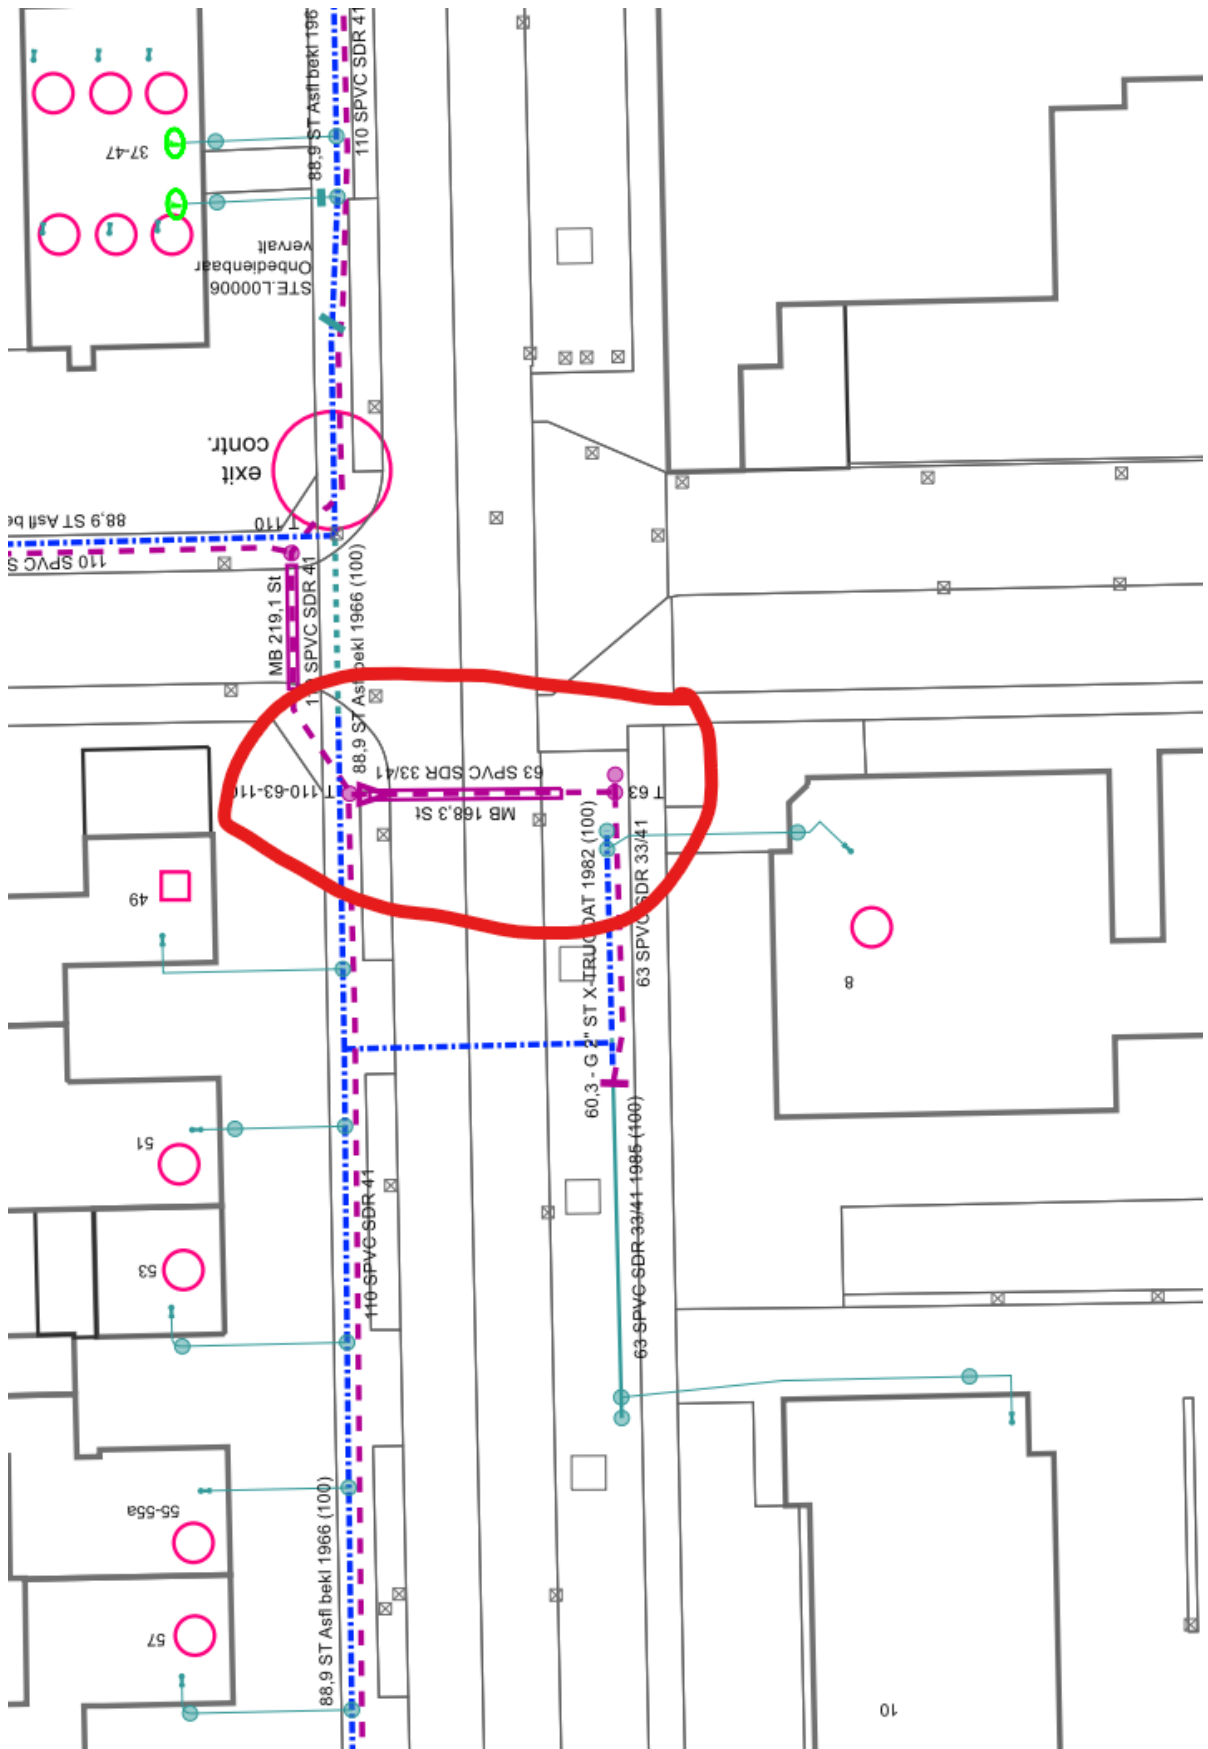 88,9 ST Asfl bekl 196
110 SPVC SDR 41
37-47
STE.L00006
Onbedienbaar
vervalt
exit
contr.
88,9 ST Asfl be
T 110
110 SPVC S
MB 219,1 St
110 SPVC SDR 41
88,9 ST Asfl bekl 1966 (100)
63 SPVC SDR 33/41
T 110-63-110
MB 168,3 St
T 63
49
60,3 - G 2" ST X-TRUCOAT 1982 (100)
63 SPVC SDR 33/41
8
51
110 SPVC SDR 41
63 SPVC SDR 33/41 1985 (100)
53
88,9 ST Asfl bekl 1966 (100)
55-55a
57
10